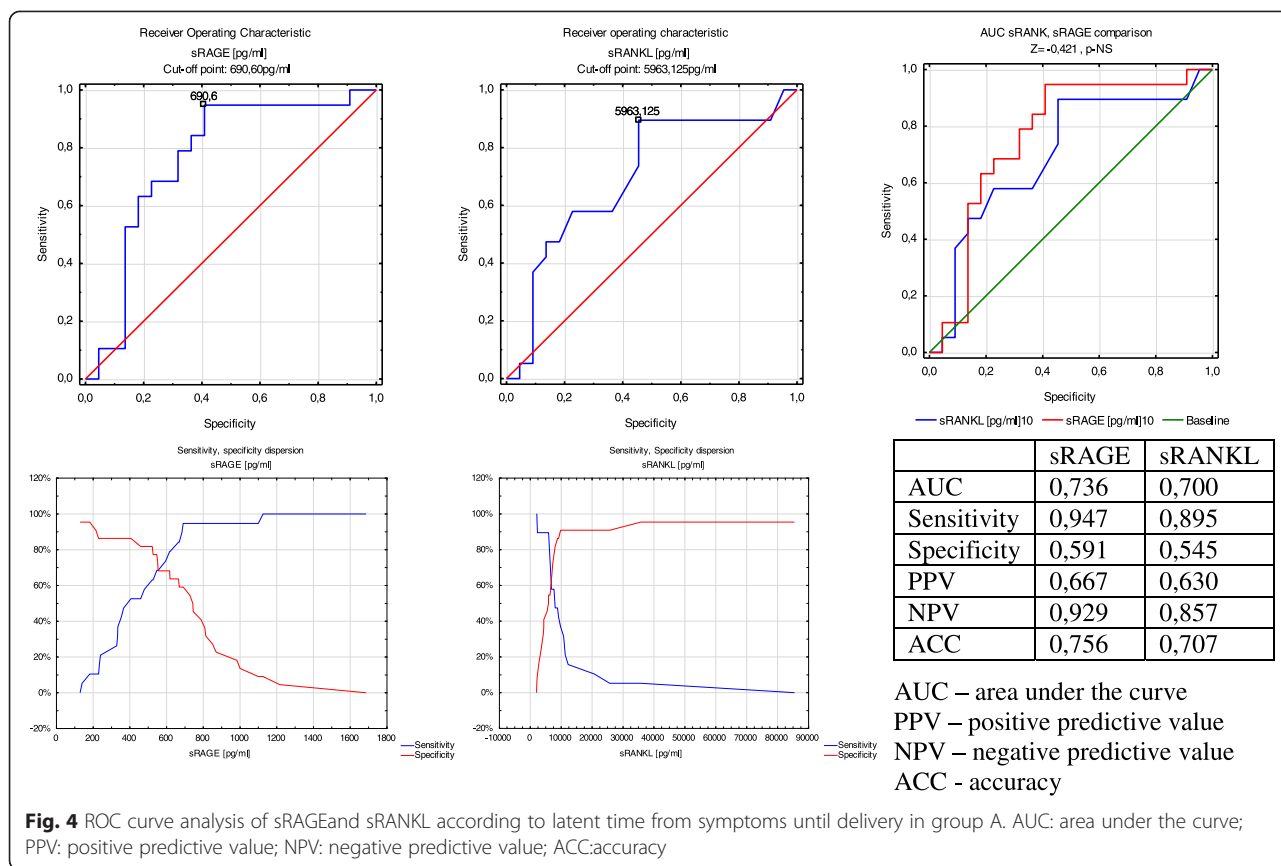 Receiver Operating Characteristic
sRAGE [pg/ml]
Cut-off point: 690,60pg/ml
690,6
1,0
0,8
0,6
0,4
0,2
0,0
Sensitivity
0,0 0,2 0,4 0,6 0,8 1,0
Specificity
Receiver operating characteristic
sRANKL [pg/ml]
Cut-off point: 5963,125pg/ml
5963,125
1,0
0,8
0,6
0,4
0,2
0,0
Sensitivity
0,0 0,2 0,4 0,6 0,8 1,0
Specificity
AUC sRANK, sRAGE comparison
Z= -0,421 , p-NS
1,0
0,8
0,6
0,4
0,2
0,0
Sensitivity
0,0 0,2 0,4 0,6 0,8 1,0
Specificity
sRANKL [pg/ml]10 sRAGE [pg/ml]10 Baseline
Sensitivity, specificity dispersion
sRAGE [pg/ml]
120%
100%
80%
60%
40%
20%
0%
-20%
0 200 400 600 800 1000 1200 1400 1600 1800
sRAGE [pg/ml]
Sensitivity
Specificity
Sensitivity, Specificity dispersion
sRANKL [pg/ml]
120%
100%
80%
60%
40%
20%
0%
-20%
-10000 0 10000 20000 30000 40000 50000 60000 70000 80000 90000
sRANKL [pg/ml]
Sensitivity
Specificity
sRAGE sRANKL
AUC 0,736 0,700
Sensitivity 0,947 0,895
Specificity 0,591 0,545
PPV 0,667 0,630
NPV 0,929 0,857
ACC 0,756 0,707
AUC – area under the curve
PPV – positive predictive value
NPV – negative predictive value
ACC - accuracy
Fig. 4 ROC curve analysis of sRAGEand sRANKL according to latent time from symptoms until delivery in group A. AUC: area under the curve;
PPV: positive predictive value; NPV: negative predictive value; ACC:accuracy